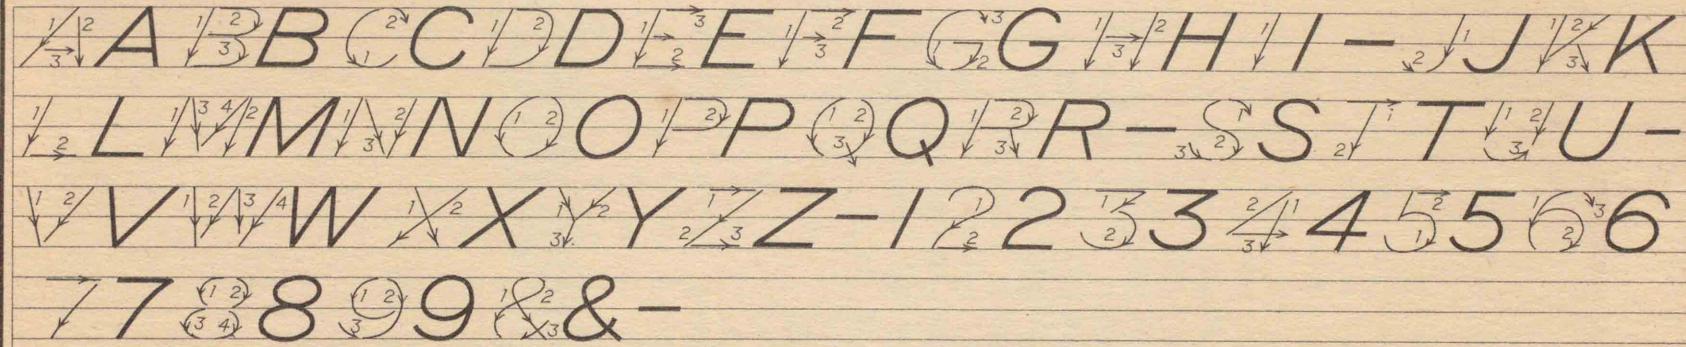 A B C D E F G H I - J K
L M N O P Q R - S T U -
V W X Y Z - 1 2 3 4 5 6
7 8 9 & -